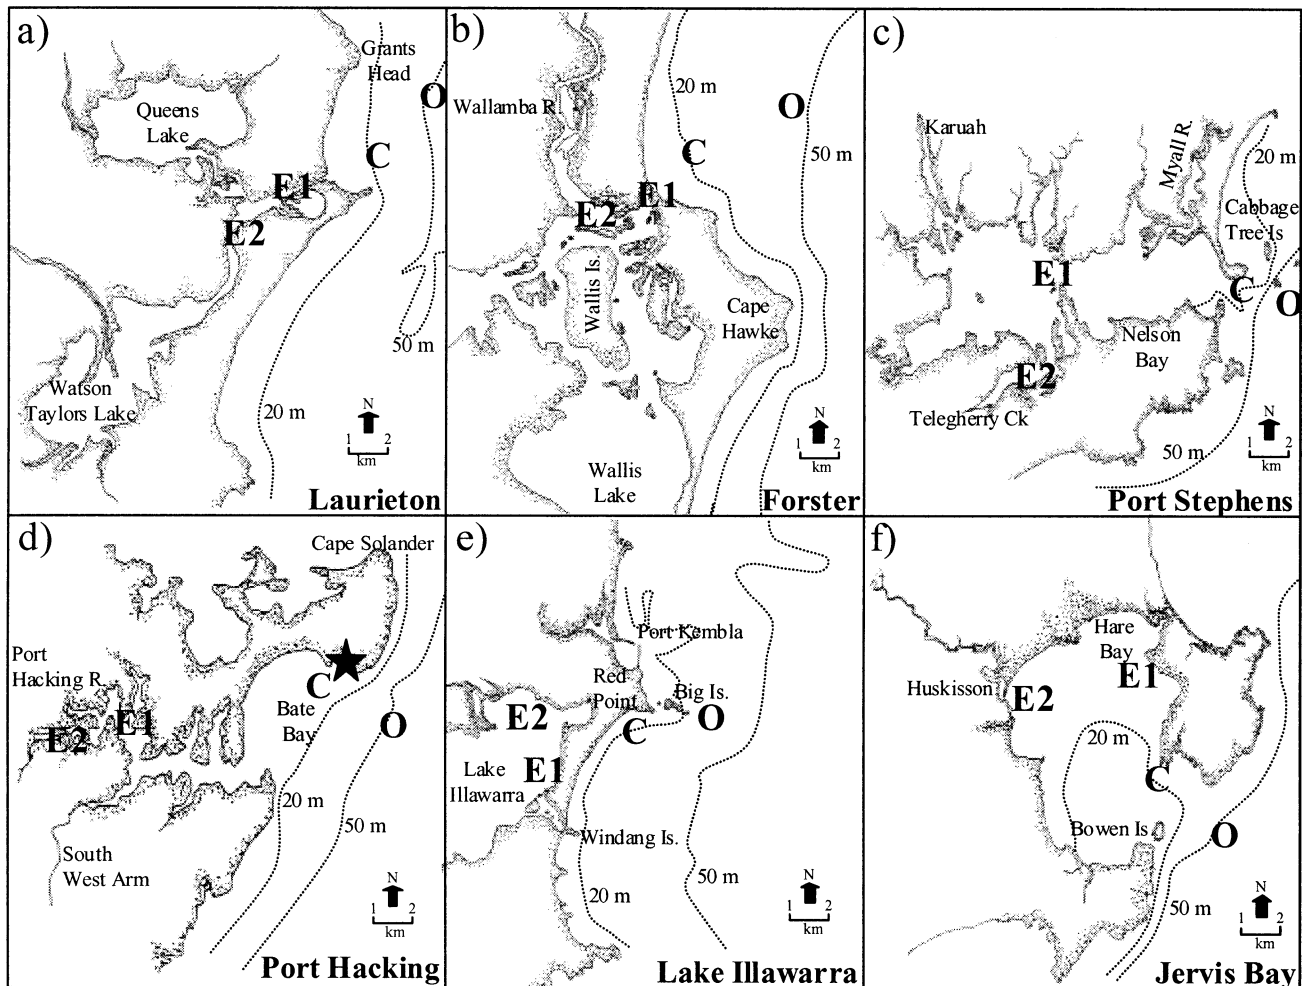 a)
Grants
Head
O
Queens
Lake
C
E1
E2
50 m
Watson
Taylors Lake
20 m
N
1 2
km
Laurieton
b)
20 m
Wallamba R.
O
C
50 m
E1
E2
Wallis Is.
Cape
Hawke
Wallis
Lake
N
1 2
km
Forster
c)
Karuah
Myall R.
20 m
Cabbage
Tree Is
E1
C
O
Nelson
Bay
E2
Telegherry Ck
50 m
N
1 2
km
Port Stephens
d)
Cape Solander
Port
Hacking R.
C
Bate
Bay
E1
O
E2
20 m
50 m
South
West Arm
N
1 2
km
Port Hacking
e)
Port Kembla
Red
Point
Big Is.
E2
C
O
Lake
Illawarra
E1
Windang Is.
50 m
20 m
N
1 2
km
Lake Illawarra
f)
Hare
Bay
Huskisson
E1
E2
20 m
C
Bowen Is.
O
50 m
N
1 2
km
Jervis Bay